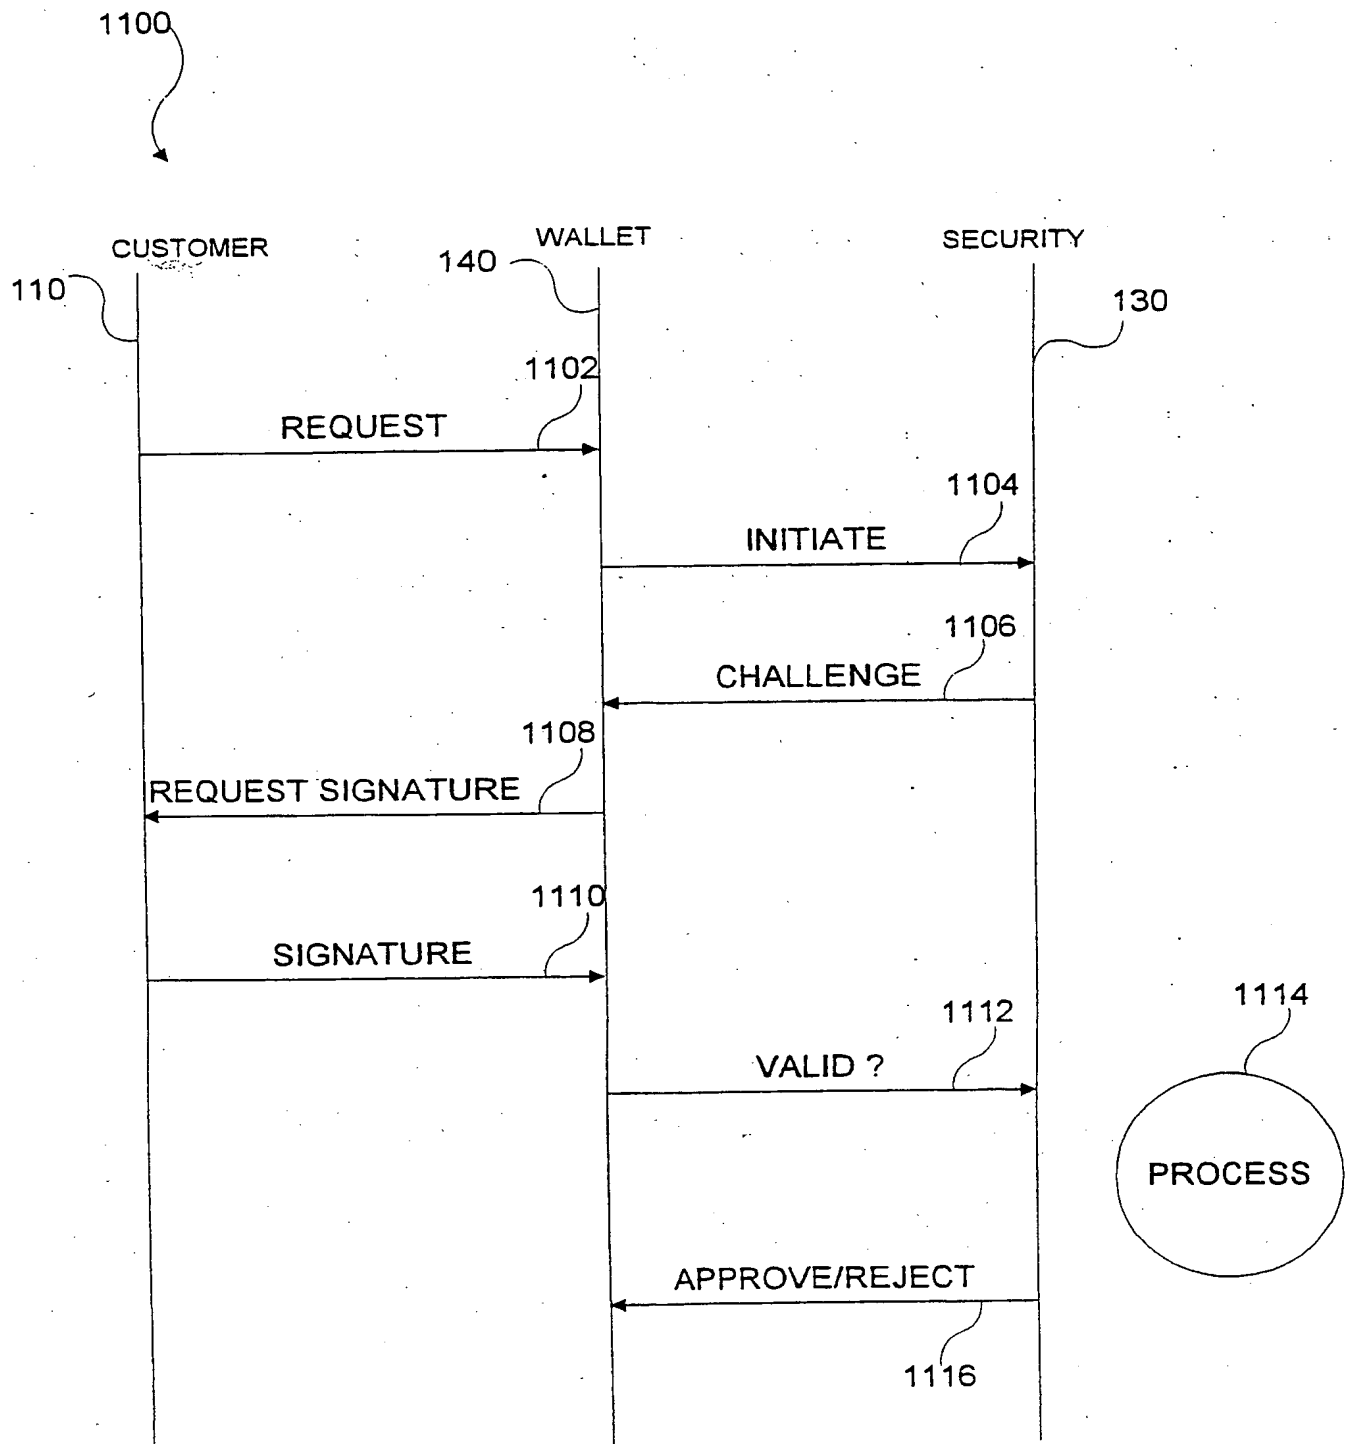 1100
CUSTOMER
WALLET
SECURITY
110
140
130
1102
REQUEST
1104
INITIATE
1106
CHALLENGE
1108
REQUEST SIGNATURE
1110
SIGNATURE
1112
VALID ?
1114
PROCESS
APPROVE/REJECT
1116